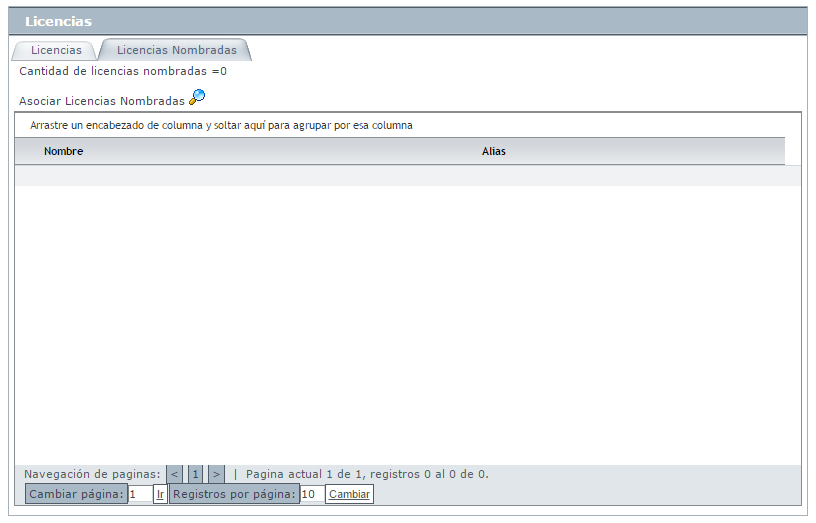 Licencias
Licencias Licencias Nombradas
Cantidad de licencias nombradas =0
Asociar Licencias Nombradas
Arrastre un encabezado de columna y soltar aquí para agrupar por esa columna
Nombre Alias
Navegación de paginas: < 1 > | Pagina actual 1 de 1, registros 0 al 0 de 0.
Cambiar página: 1 Ir Registros por página: 10 Cambiar